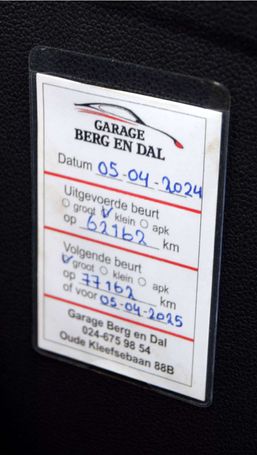 GARAGE
BERG EN DAL
Datum 05-04-2024
Uitgevoerde beurt
groot klein apk
op 62162 km
Volgende beurt
groot klein apk
op 77162 km
of voor 05-04-2025
Garage Berg en Dal
024-675 98 54
Oude Kleefsebaan 88B